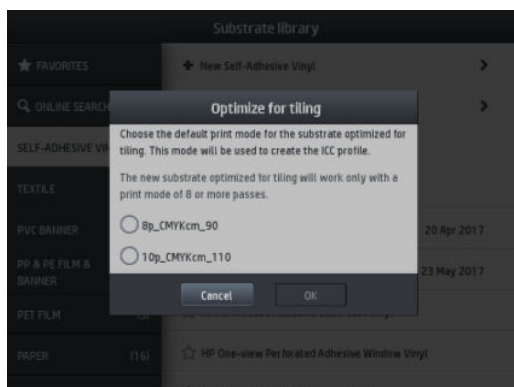 Substrate library
FAVORITES
New Self-Adhesive Vinyl
ONLINE SEARCH
SELF-ADHESIVE
TEXTILE
PVC BANNER
20 Apr 2017
PP & PE FILM &
BANNER
23 May 2017
PET FILM
PAPER (16)
HP One-view Perforated Adhesive Window Vinyl
Optimize for tiling
Choose the default print mode for the substrate optimized for
tiling. This mode will be used to create the ICC profile.
The new substrate optimized for tiling will work only with a
print mode of 8 or more passes.
8p_CMYKcm_90
10p_CMYKcm_110
Cancel
OK